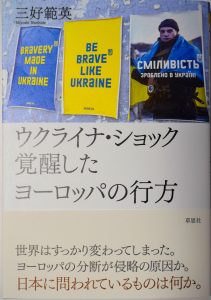 三好範英
Miyoshi Norihide
BRAVERY
MADE
IN
UKRAINE
BE
BRAVE
LIKE
UKRAINE
СМІЛИВІСТЬ
ЗРОБЛЕНО В УКРАЇНІ
ウクライナ・ショック
覚醒した
ヨーロッパの行方
草思社
世界はすっかり変わってしまった。
ヨーロッパの分断が侵略の原因か。
日本に問われているものは何か。